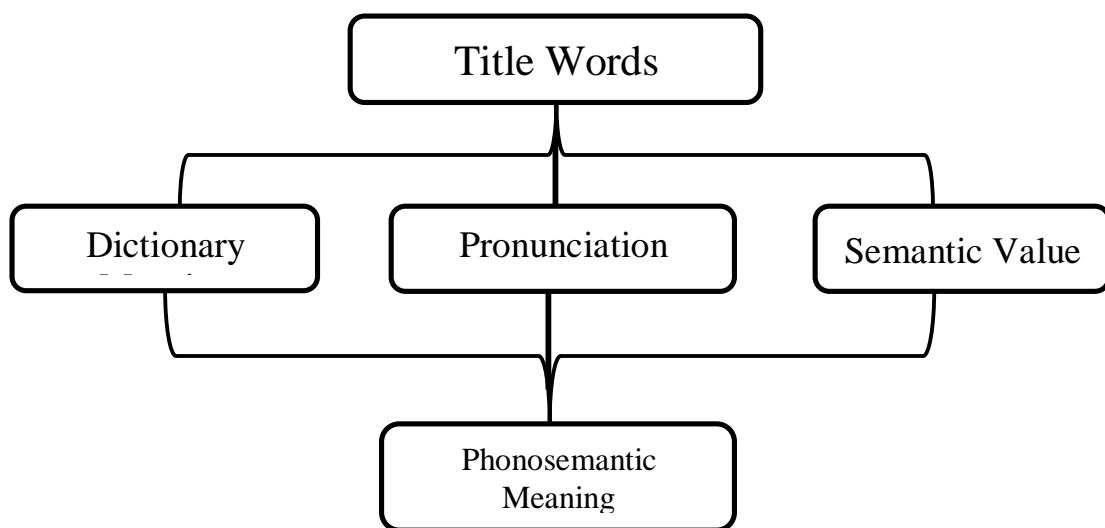 Title Words
Dictionary
Pronunciation
Semantic Value
Phonosemantic
Meaning